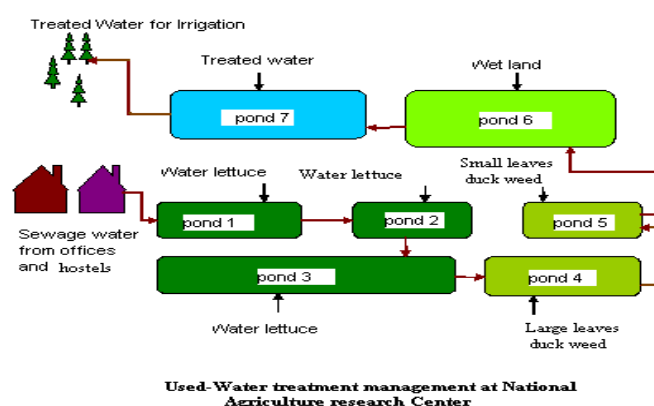 Treated Water for Irrigation
Treated water
Wet land
pond 7
pond 6
Water lettuce
Water lettuce
Small leaves
duck weed
pond 1
pond 2
pond 5
Sewage water
from offices
and hostels
pond 3
pond 4
Water lettuce
Large leaves
duck weed
Used-Water treatment management at National
Agriculture research Center